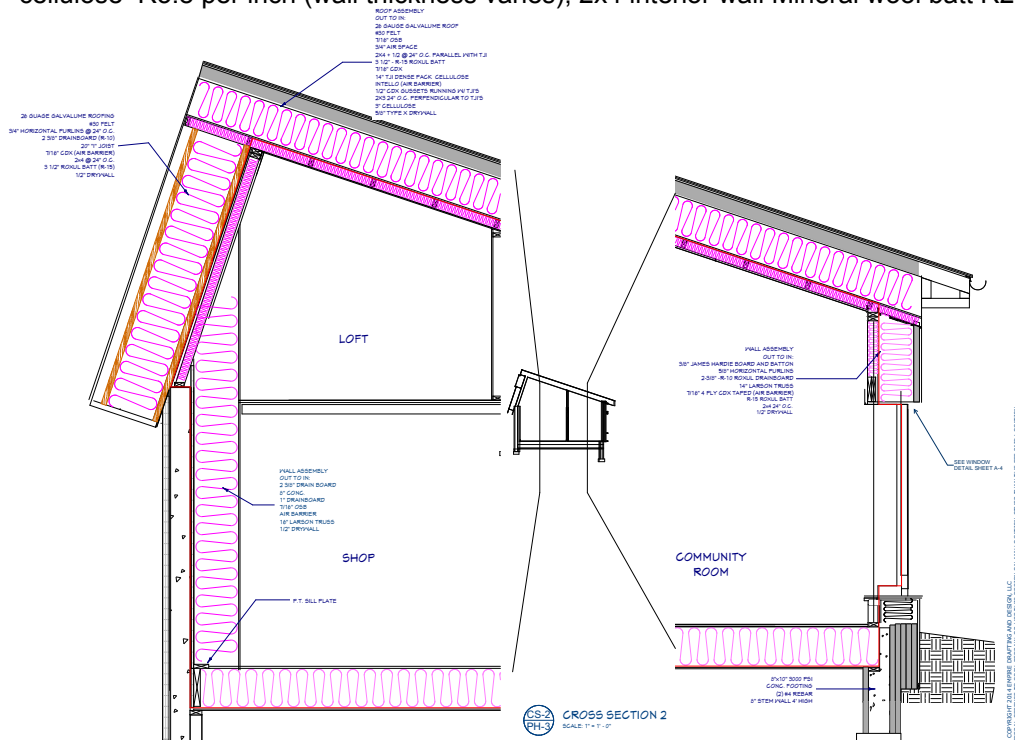 cellulose R3.8 per inch (wall thickness varies), 2x4 interior wall Mineral wool batt R2
ROOF ASSEMBLY
OUT TO IN:
26 GAUGE GALVALUME ROOF
#30 FELT
7/16" OSB
3/4" AIR SPACE
2X4 + 1/2 @ 24" O.C. PARALLEL WITH TJI
3 1/2" - R-15 ROXUL BATT
7/16" CDX
14" TJI DENSE PACK CELLULOSE
INTELLO (AIR BARRIER)
1/2" CDX GUSSETS RUNNING W/ TJI'S
2X3 24" O.C. PERPENDICULAR TO TJI'S
3" CELLULOSE
5/8" TYPE X DRYWALL
26 GUAGE GALVALUME ROOFING
#30 FELT
3/4" HORIZONTAL FURLING @ 24" O.C.
2 3/8" DRAINBOARD (R-10)
20" "I" JOIST
7/16" CDX (AIR BARRIER)
2x4 @ 24" O.C.
3 1/2" ROXUL BATT (R-15)
1/2" DRYWALL
LOFT
WALL ASSEMBLY
OUT TO IN:
5/8" JAMES HARDIE BOARD AND BATTON
5/8" HORIZONTAL FURLING
2-3/8" -R-10 ROXUL DRAINBOARD
14" LARSON TRUSS
7/16" 4 PLY CDX TAPED (AIR BARRIER)
R-15 ROXUL BATT
2x4 24" O.C.
1/2" DRYWALL
SEE WINDOW
DETAIL SHEET A-4
WALL ASSEMBLY
OUT TO IN:
2 3/8" DRAIN BOARD
6" CONC.
1" DRAINBOARD
7/16" OSB
AIR BARRIER
16" LARSON TRUSS
1/2" DRYWALL
SHOP
COMMUNITY
ROOM
P.T. SILL PLATE
8"x10" 3000 PSI
CONC. FOOTING
(2) #4 REBAR
8" STEM WALL 4' HIGH
CS-2
PH-3
CROSS SECTION 2
SCALE: 1" = 1'-0"
COPYRIGHT 2014 EMPIRE DRAFTING AND DESIGN, LLC